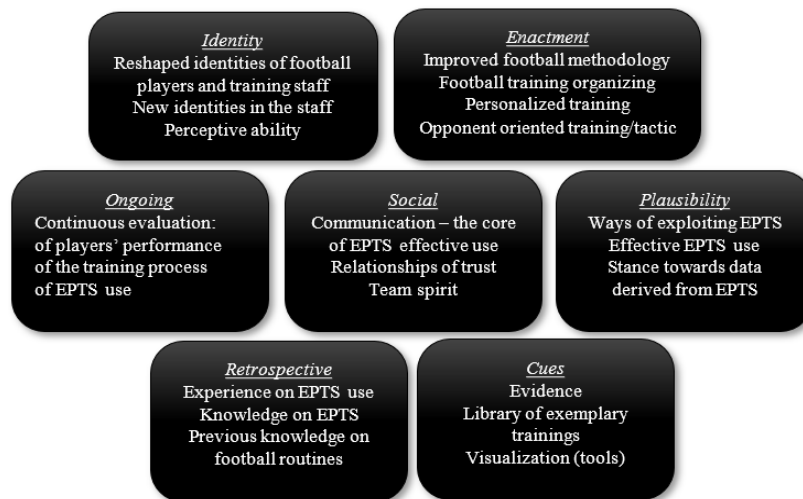 Identity
Reshaped identities of football
players and training staff
New identities in the staff
Perceptive ability
Enactment
Improved football methodology
Football training organizing
Personalized training
Opponent oriented training/tactic
Ongoing
Continuous evaluation:
of players’ performance
of the training process
of EPTS use
Social
Communication – the core
of EPTS effective use
Relationships of trust
Team spirit
Plausibility
Ways of exploiting EPTS
Effective EPTS use
Stance towards data
derived from EPTS
Retrospective
Experience on EPTS use
Knowledge on EPTS
Previous knowledge on
football routines
Cues
Evidence
Library of exemplary
trainings
Visualization (tools)